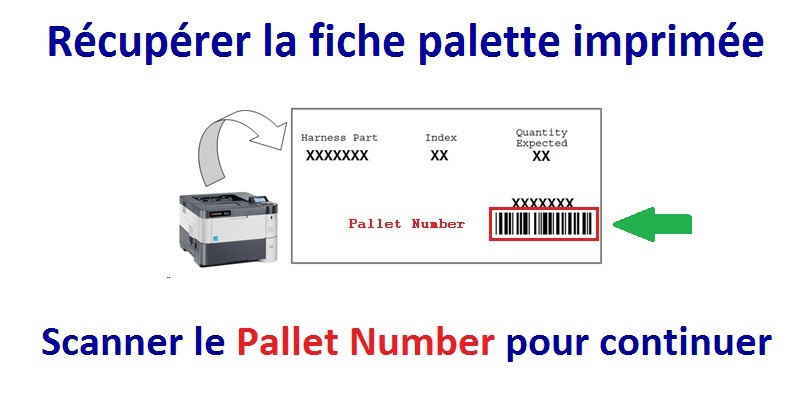 Récupérer la fiche palette imprimée
Harness Part Index Quantity
Expected
XXXXXXX XX XX
XXXXXXX
Pallet Number
Scanner le Pallet Number pour continuer